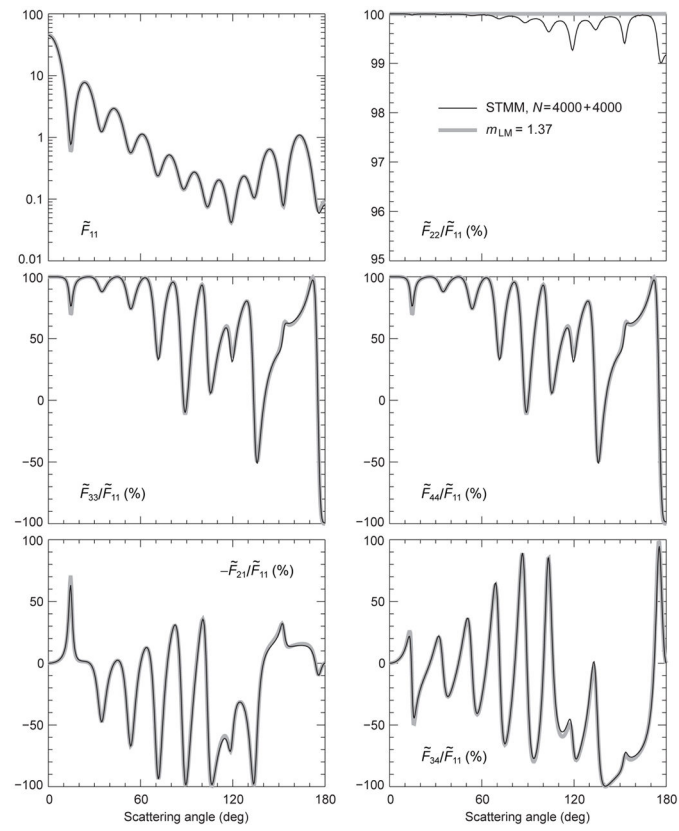 100
10
1
0.1
0.01
F̃₁₁
100
99
98
97
96
95
STMM, N=4000+4000
m_LM = 1.37
F̃₂₂/F̃₁₁ (%)
100
50
0
−50
−100
F̃₃₃/F̃₁₁ (%)
100
50
0
−50
−100
F̃₄₄/F̃₁₁ (%)
100
50
0
−50
−100
−F̃₂₁/F̃₁₁ (%)
0 60 120 180
Scattering angle (deg)
100
50
0
−50
−100
F̃₃₄/F̃₁₁ (%)
0 60 120 180
Scattering angle (deg)